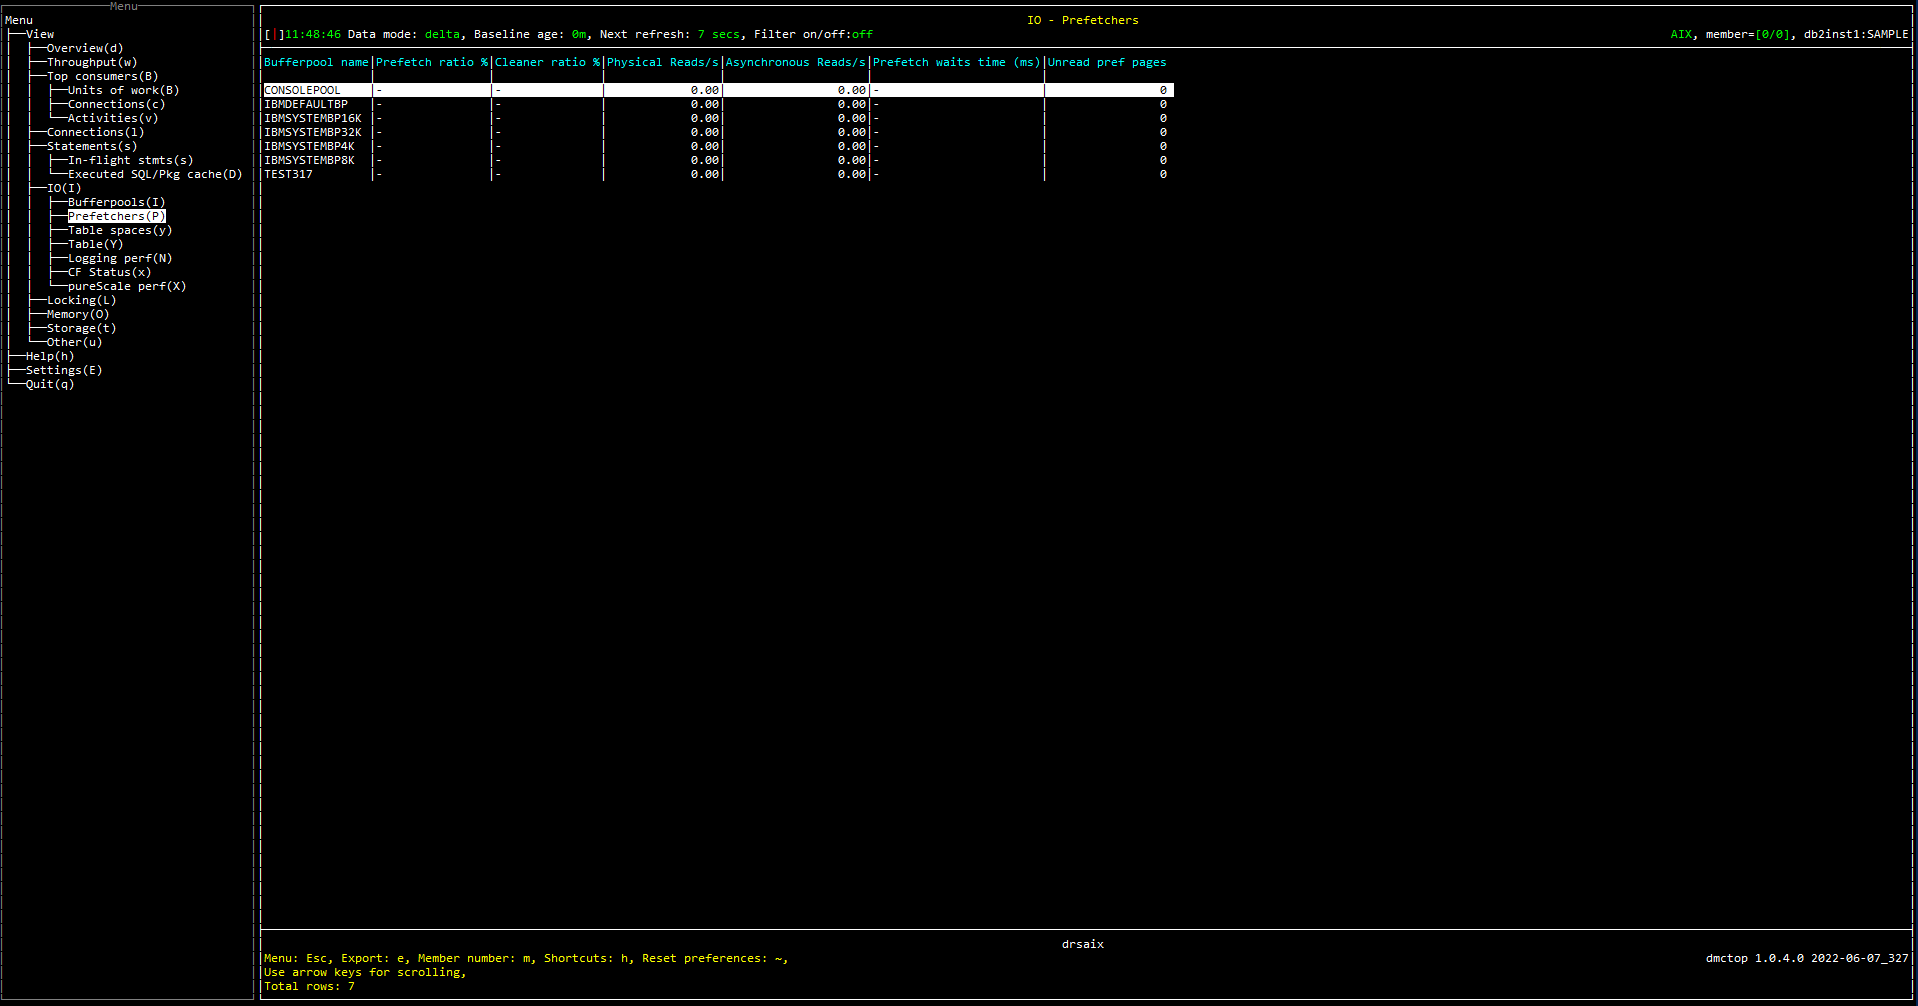 Menu
Menu
View
Overview(d)
Throughput(w)
Top consumers(B)
Units of work(B)
Connections(c)
Activities(v)
Connections(l)
Statements(s)
In-flight stmts(s)
Executed SQL/Pkg cache(D)
IO(I)
Bufferpools(I)
Prefetchers(P)
Table spaces(y)
Table(Y)
Logging perf(N)
CF Status(x)
pureScale perf(X)
Locking(L)
Memory(O)
Storage(t)
Other(u)
Help(h)
Settings(E)
Quit(q)
IO - Prefetchers
[|]11:48:46 Data mode: delta, Baseline age: 0m, Next refresh: 7 secs, Filter on/off:off
AIX, member=[0/0], db2inst1:SAMPLE
Bufferpool name|Prefetch ratio %|Cleaner ratio %|Physical Reads/s|Asynchronous Reads/s|Prefetch waits time (ms)|Unread pref pages
CONSOLEPOOL |- |- | 0.00| 0.00|- | 0
IBMDEFAULTBP |- |- | 0.00| 0.00|- | 0
IBMSYSTEMBP16K |- |- | 0.00| 0.00|- | 0
IBMSYSTEMBP32K |- |- | 0.00| 0.00|- | 0
IBMSYSTEMBP4K |- |- | 0.00| 0.00|- | 0
IBMSYSTEMBP8K |- |- | 0.00| 0.00|- | 0
TEST317 |- |- | 0.00| 0.00|- | 0
drsaix
Menu: Esc, Export: e, Member number: m, Shortcuts: h, Reset preferences: ~,
dmctop 1.0.4.0 2022-06-07_327
Use arrow keys for scrolling,
Total rows: 7